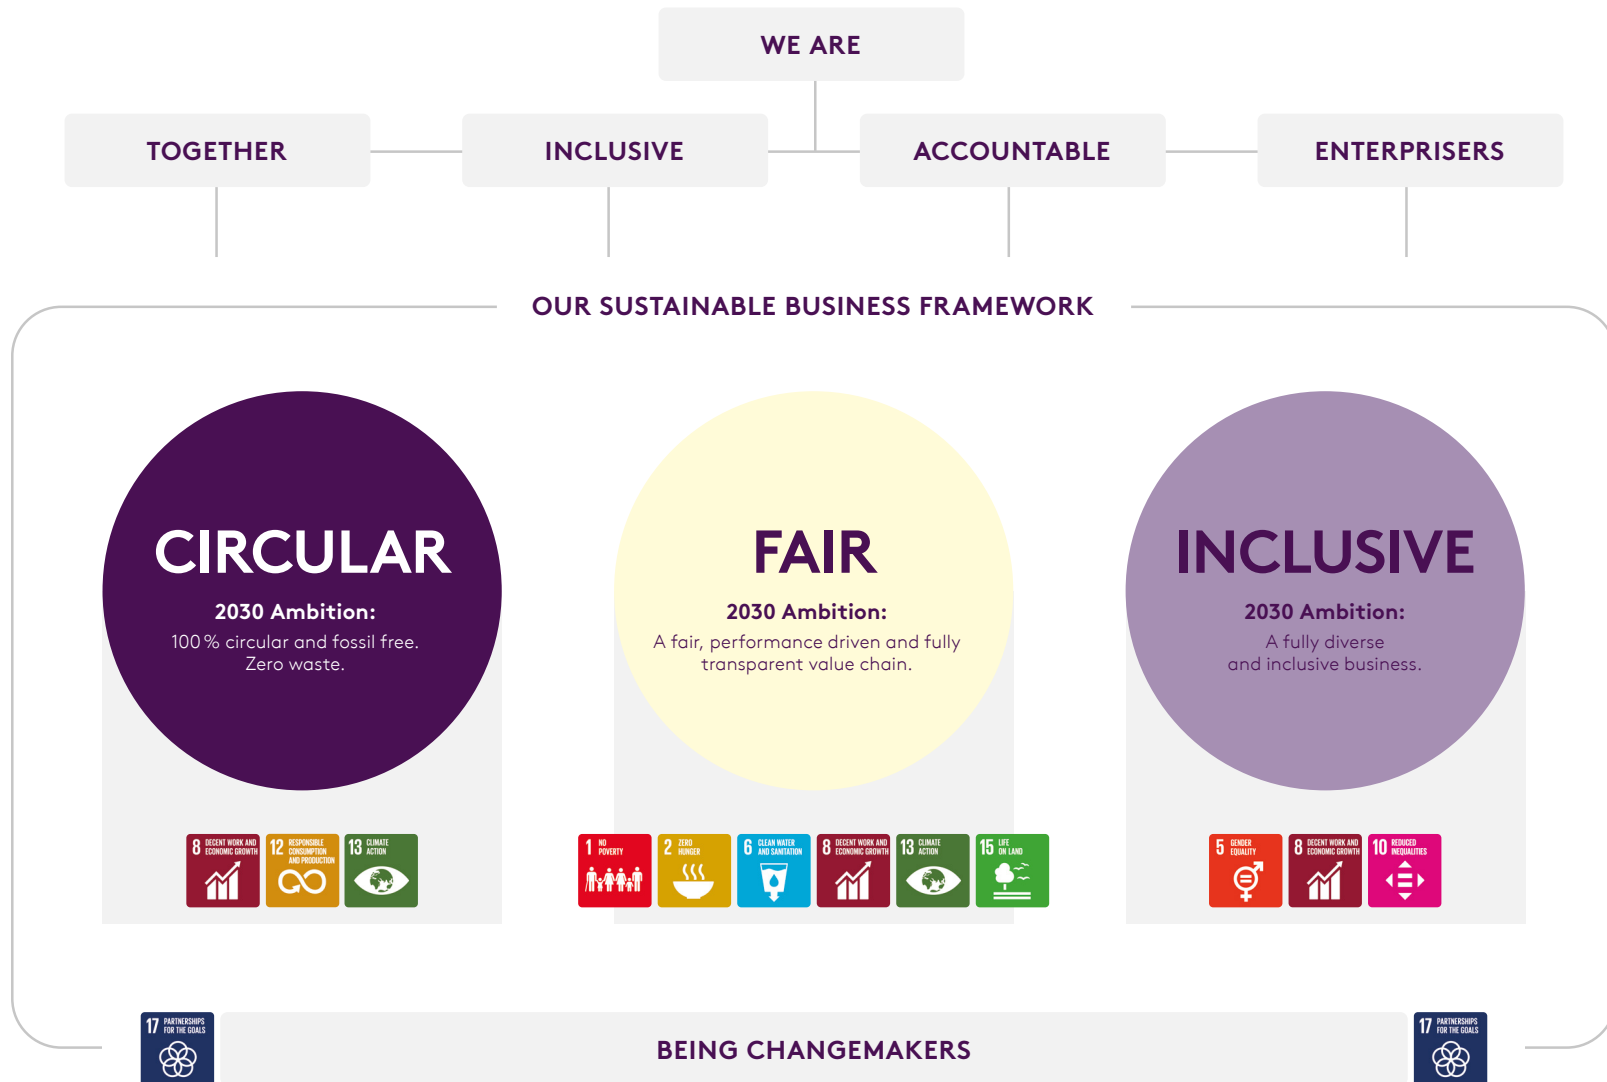 WE ARE
TOGETHER
INCLUSIVE
ACCOUNTABLE
ENTERPRISERS
OUR SUSTAINABLE BUSINESS FRAMEWORK
CIRCULAR
2030 Ambition:
100 % circular and fossil free.
Zero waste.
FAIR
2030 Ambition:
A fair, performance driven and fully
transparent value chain.
INCLUSIVE
2030 Ambition:
A fully diverse
and inclusive business.
8 DECENT WORK AND
ECONOMIC GROWTH
12 RESPONSIBLE
CONSUMPTION
AND PRODUCTION
13 CLIMATE
ACTION
1 NO
POVERTY
2 ZERO
HUNGER
6 CLEAN WATER
AND SANITATION
8 DECENT WORK AND
ECONOMIC GROWTH
13 CLIMATE
ACTION
15 LIFE
ON LAND
5 GENDER
EQUALITY
8 DECENT WORK AND
ECONOMIC GROWTH
10 REDUCED
INEQUALITIES
17 PARTNERSHIPS
FOR THE GOALS
BEING CHANGEMAKERS
17 PARTNERSHIPS
FOR THE GOALS